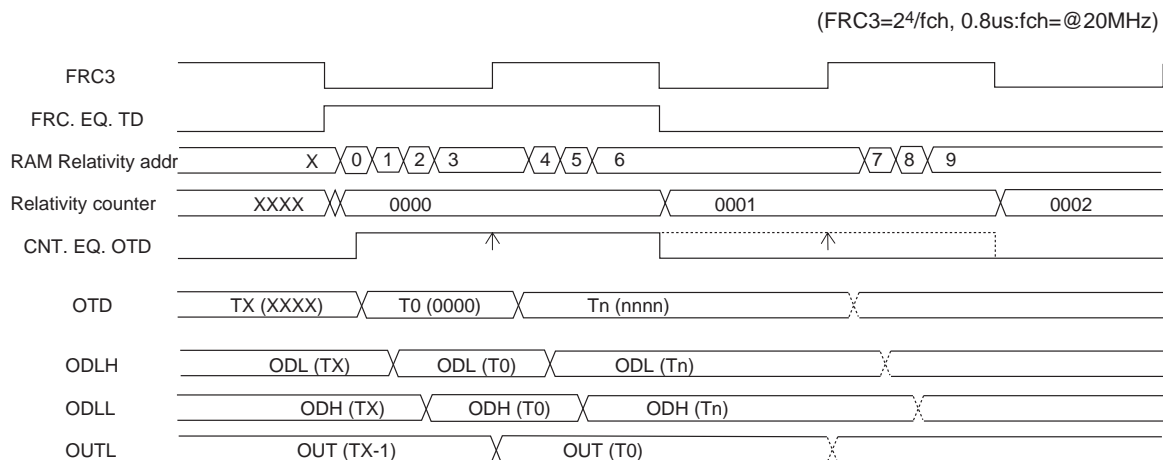 (FRC3=2⁴/fch, 0.8us:fch=@20MHz)
FRC3
FRC. EQ. TD
RAM Relativity addr X 0 1 2 3 4 5 6 7 8 9
Relativity counter XXXX 0000 0001 0002
CNT. EQ. OTD
OTD TX (XXXX) T0 (0000) Tn (nnnn)
ODLH ODL (TX) ODL (T0) ODL (Tn)
ODLL ODH (TX) ODH (T0) ODH (Tn)
OUTL OUT (TX-1) OUT (T0)